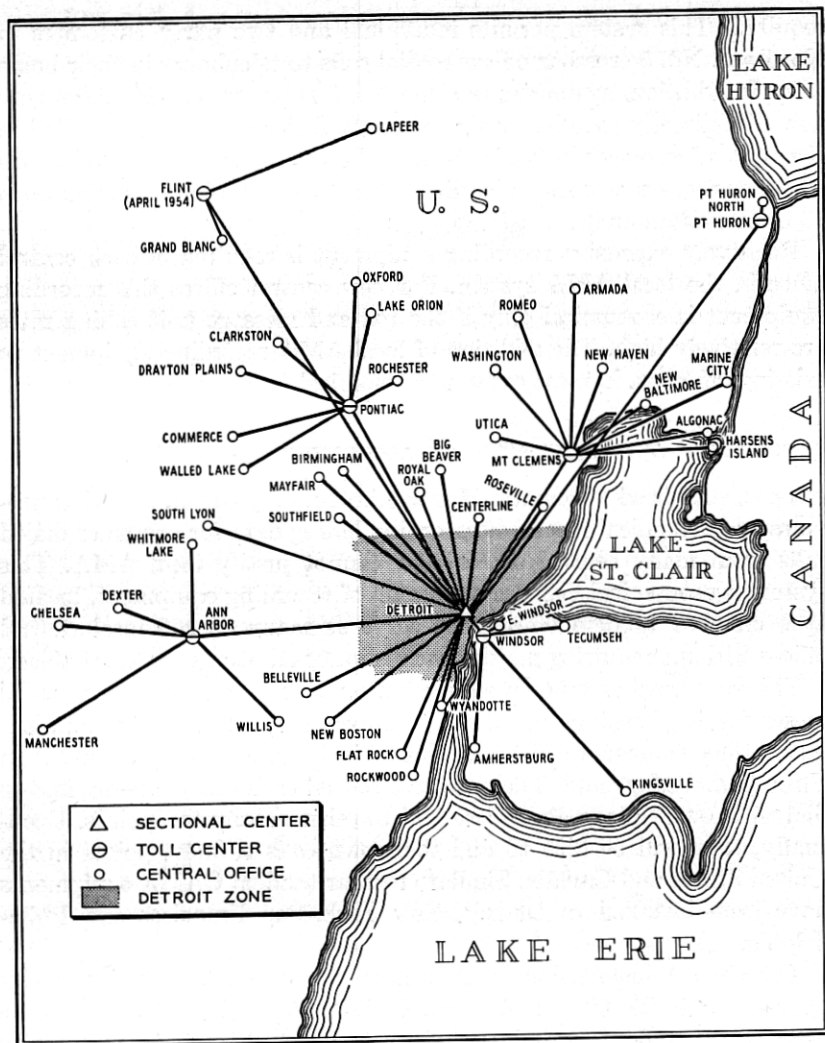 LAKE
HURON
LAPEER
U. S.
FLINT
(APRIL 1954)
PT HURON
NORTH
PT HURON
GRAND BLANC
OXFORD
ARMADA
LAKE ORION
ROMEO
CLARKSTON
WASHINGTON
NEW HAVEN
MARINE
CITY
DRAYTON PLAINS
ROCHESTER
NEW
BALTIMORE
PONTIAC
UTICA
ALGONAC
COMMERCE
MT CLEMENS
HARSENS
ISLAND
WALLED LAKE
BIRMINGHAM
BIG
BEAVER
ROYAL
OAK
MAYFAIR
ROSEVILLE
SOUTH LYON
SOUTHFIELD
CENTERLINE
CANADA
WHITMORE
LAKE
LAKE
ST. CLAIR
DEXTER
CHELSEA
ANN
ARBOR
DETROIT
E. WINDSOR
WINDSOR
TECUMSEH
BELLEVILLE
WYANDOTTE
WILLIS
NEW BOSTON
MANCHESTER
FLAT ROCK
AMHERSTBURG
ROCKWOOD
KINGSVILLE
SECTIONAL CENTER
TOLL CENTER
CENTRAL OFFICE
DETROIT ZONE
LAKE ERIE